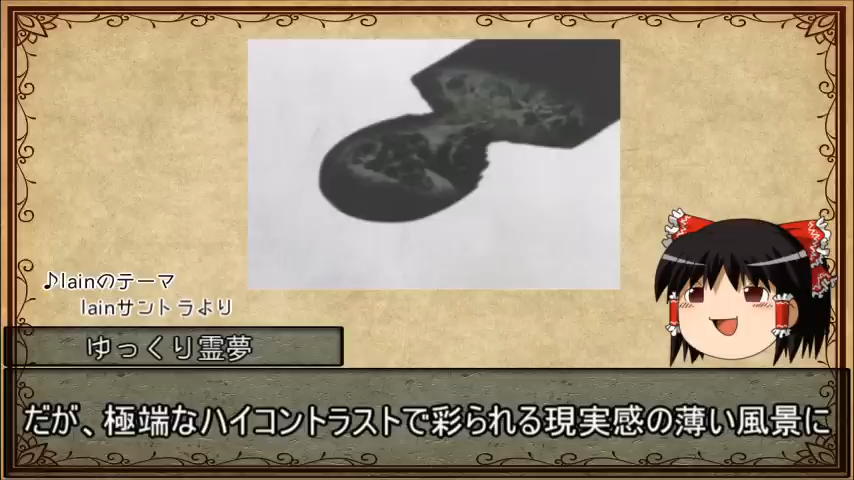 ♪lainのテーマ
lainサントラより
ゆっくり霊夢
だが、極端なハイコントラストで彩られる現実感の薄い風景に